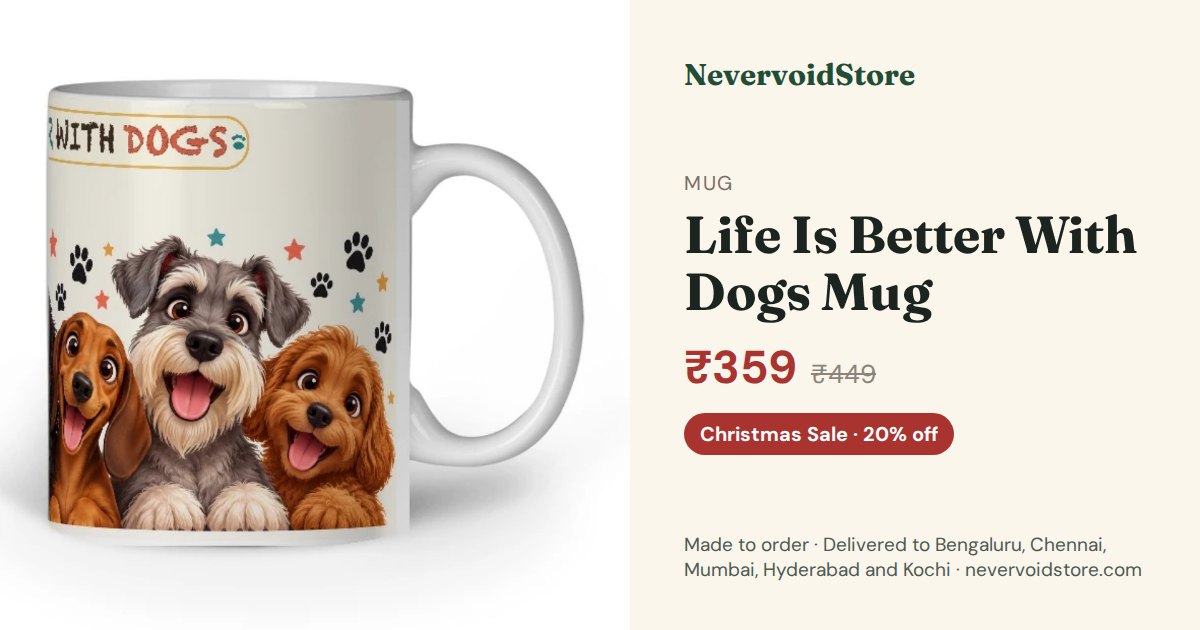 WITH DOGS
NevervoidStore
MUG
Life Is Better With
Dogs Mug
₹359 ₹449
Christmas Sale · 20% off
Made to order · Delivered to Bengaluru, Chennai,
Mumbai, Hyderabad and Kochi · nevervoidstore.com